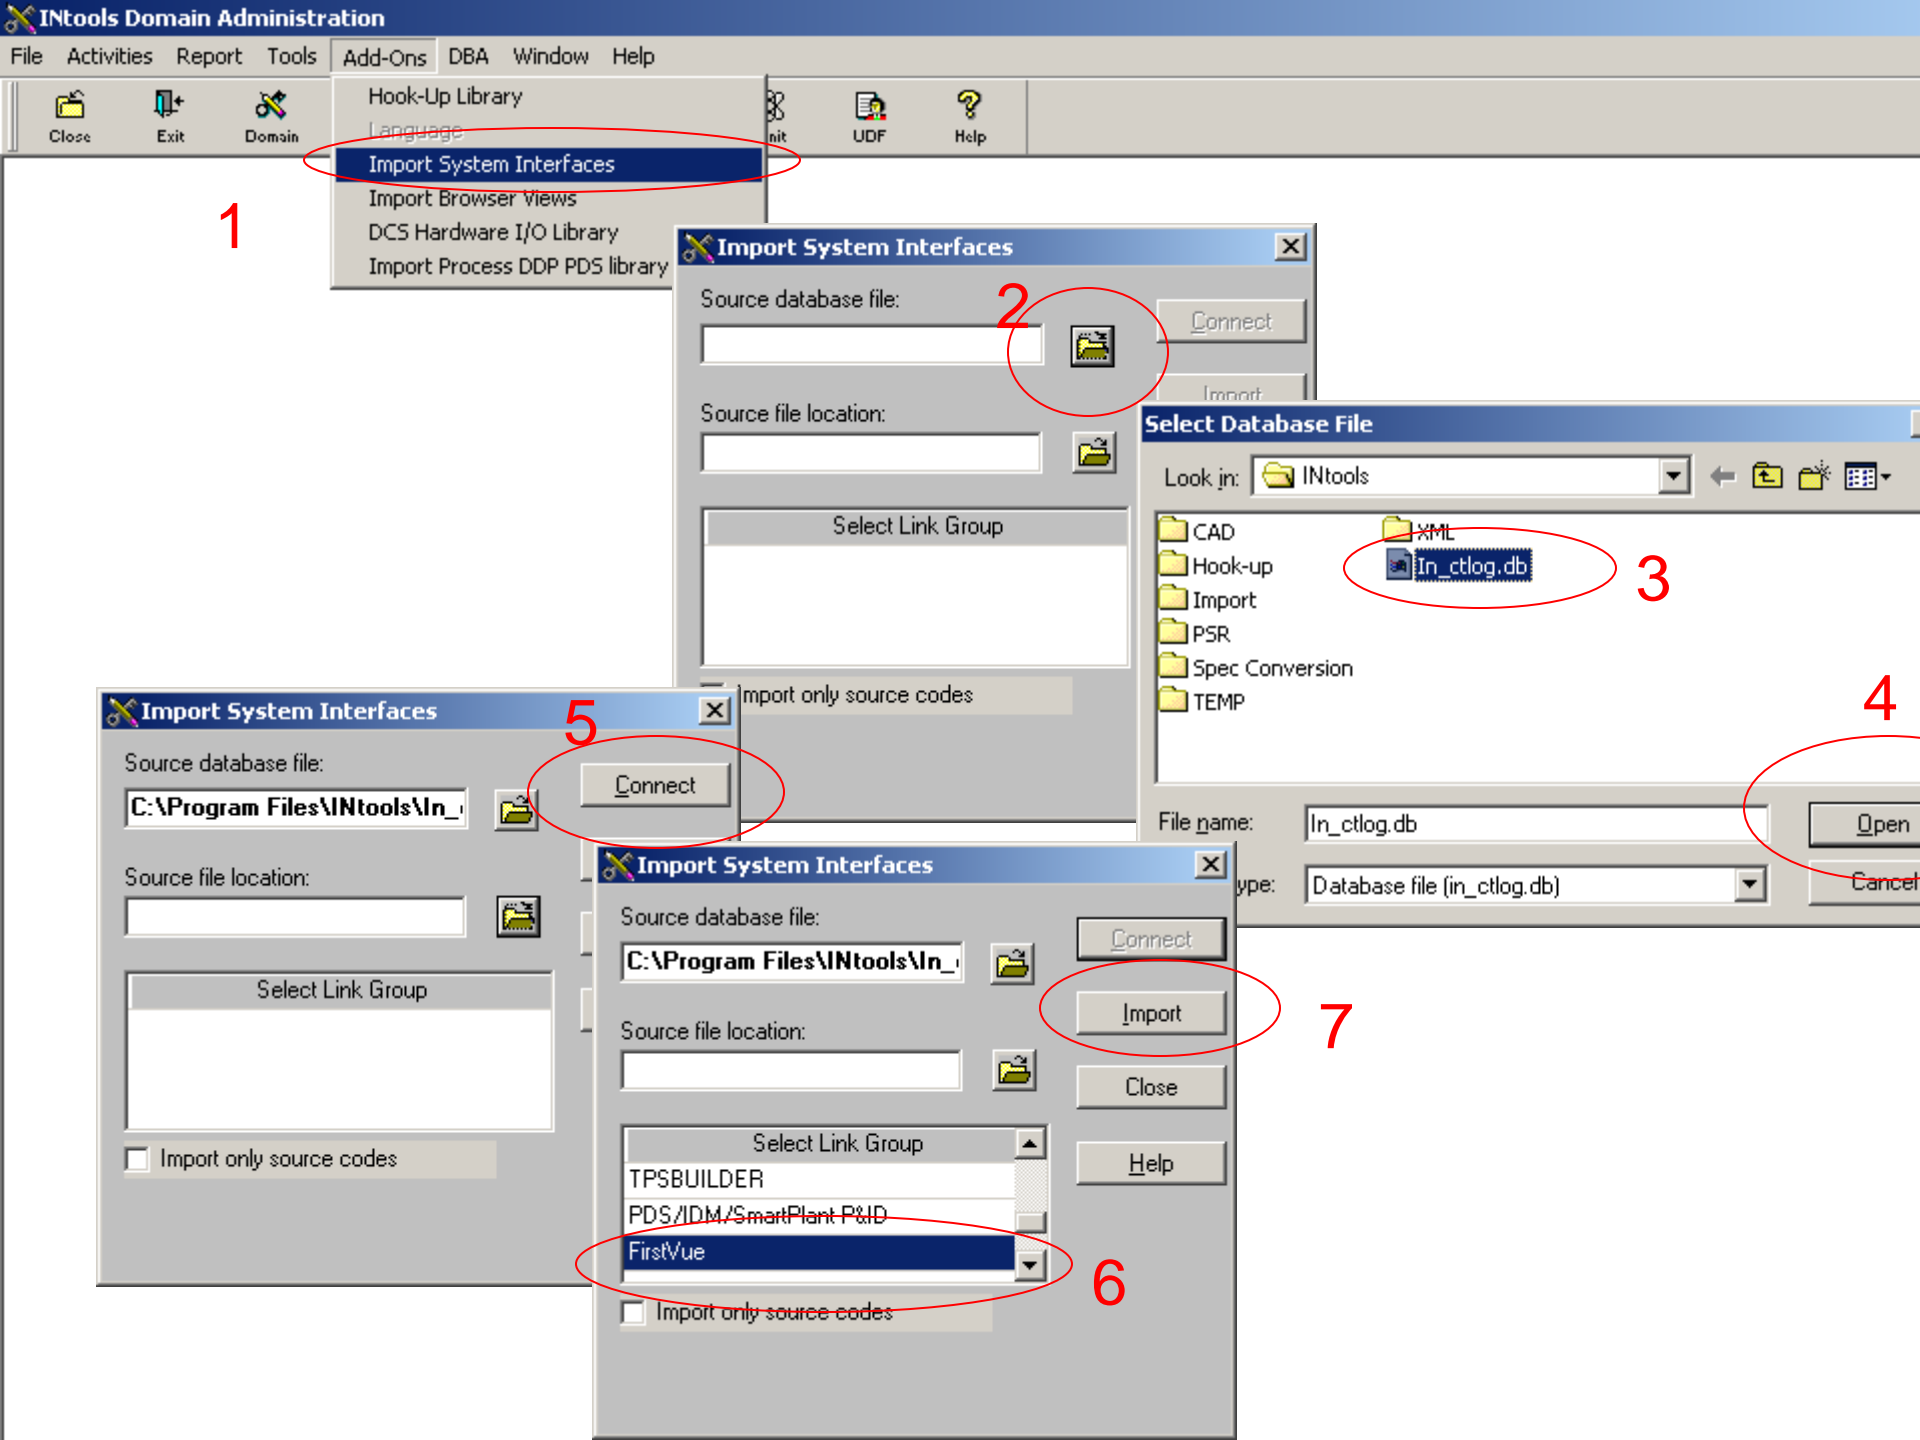 INtools Domain Administration
File Activities Report Tools Add-Ons DBA Window Help
Close Exit Domain nit UDF Help
Hook-Up Library
Language
Import System Interfaces
Import Browser Views
DCS Hardware I/O Library
Import Process DDP PDS library
1
Import System Interfaces
Source database file:
2
Connect
Import
Source file location:
Select Link Group
Import only source codes
Select Database File
Look in: INtools
CAD
Hook-up
Import
PSR
Spec Conversion
TEMP
XML
In_ctlog.db
3
4
File name: In_ctlog.db
Open
ype: Database file (in_ctlog.db)
Cancel
Import System Interfaces
5
Source database file:
Connect
C:\Program Files\INtools\In_
Source file location:
Select Link Group
Import only source codes
Import System Interfaces
Source database file:
Connect
C:\Program Files\INtools\In_
Import
7
Source file location:
Close
Select Link Group
Help
TPSBUILDER
PDS/IDM/SmartPlant P&ID
FirstVue
6
Import only source codes